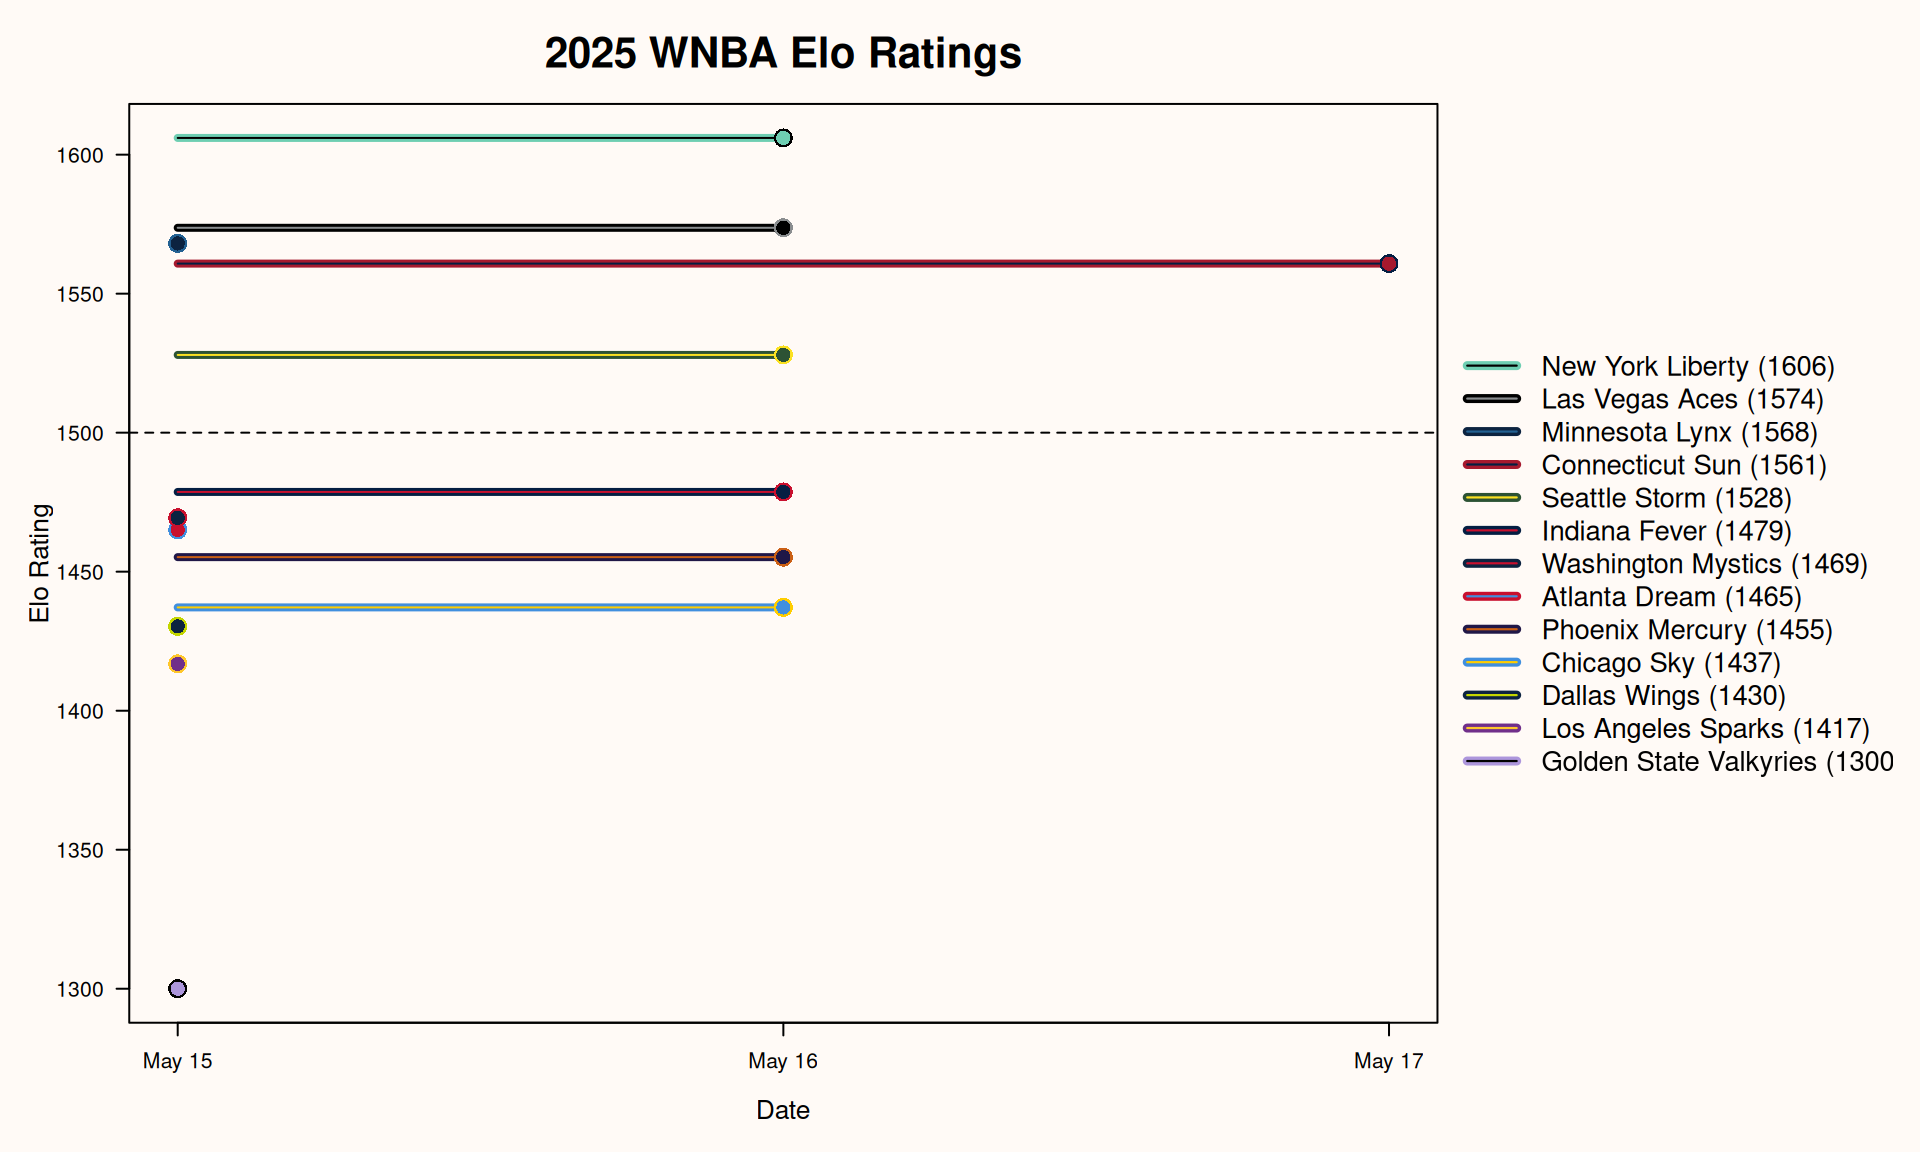 2025 WNBA Elo Ratings
Elo Rating
1600
1550
1500
1450
1400
1350
1300
May 15
May 16
May 17
Date
New York Liberty (1606)
Las Vegas Aces (1574)
Minnesota Lynx (1568)
Connecticut Sun (1561)
Seattle Storm (1528)
Indiana Fever (1479)
Washington Mystics (1469)
Atlanta Dream (1465)
Phoenix Mercury (1455)
Chicago Sky (1437)
Dallas Wings (1430)
Los Angeles Sparks (1417)
Golden State Valkyries (1300